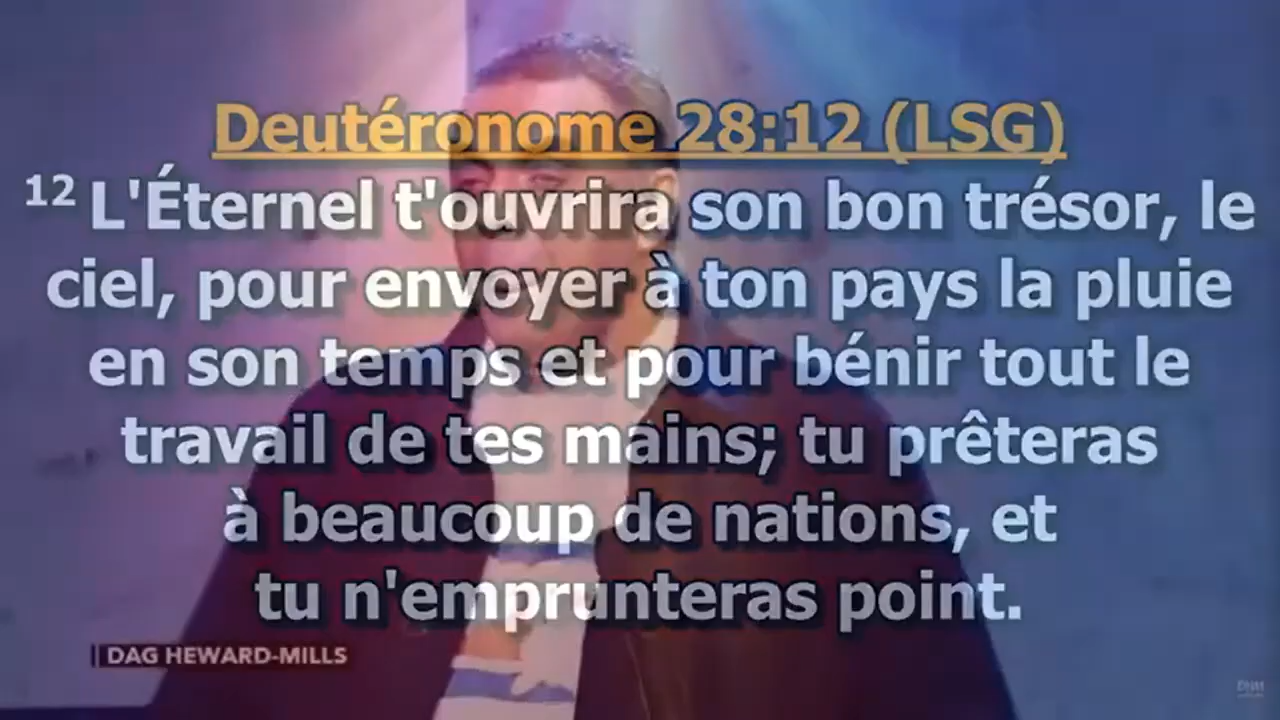 Deutéronome 28:12 (LSG)
12 L'Éternel t'ouvrira son bon trésor, le
ciel, pour envoyer à ton pays la pluie
en son temps et pour bénir tout le
travail de tes mains; tu prêteras
à beaucoup de nations, et
tu n'emprunteras point.
DAG HEWARD-MILLS